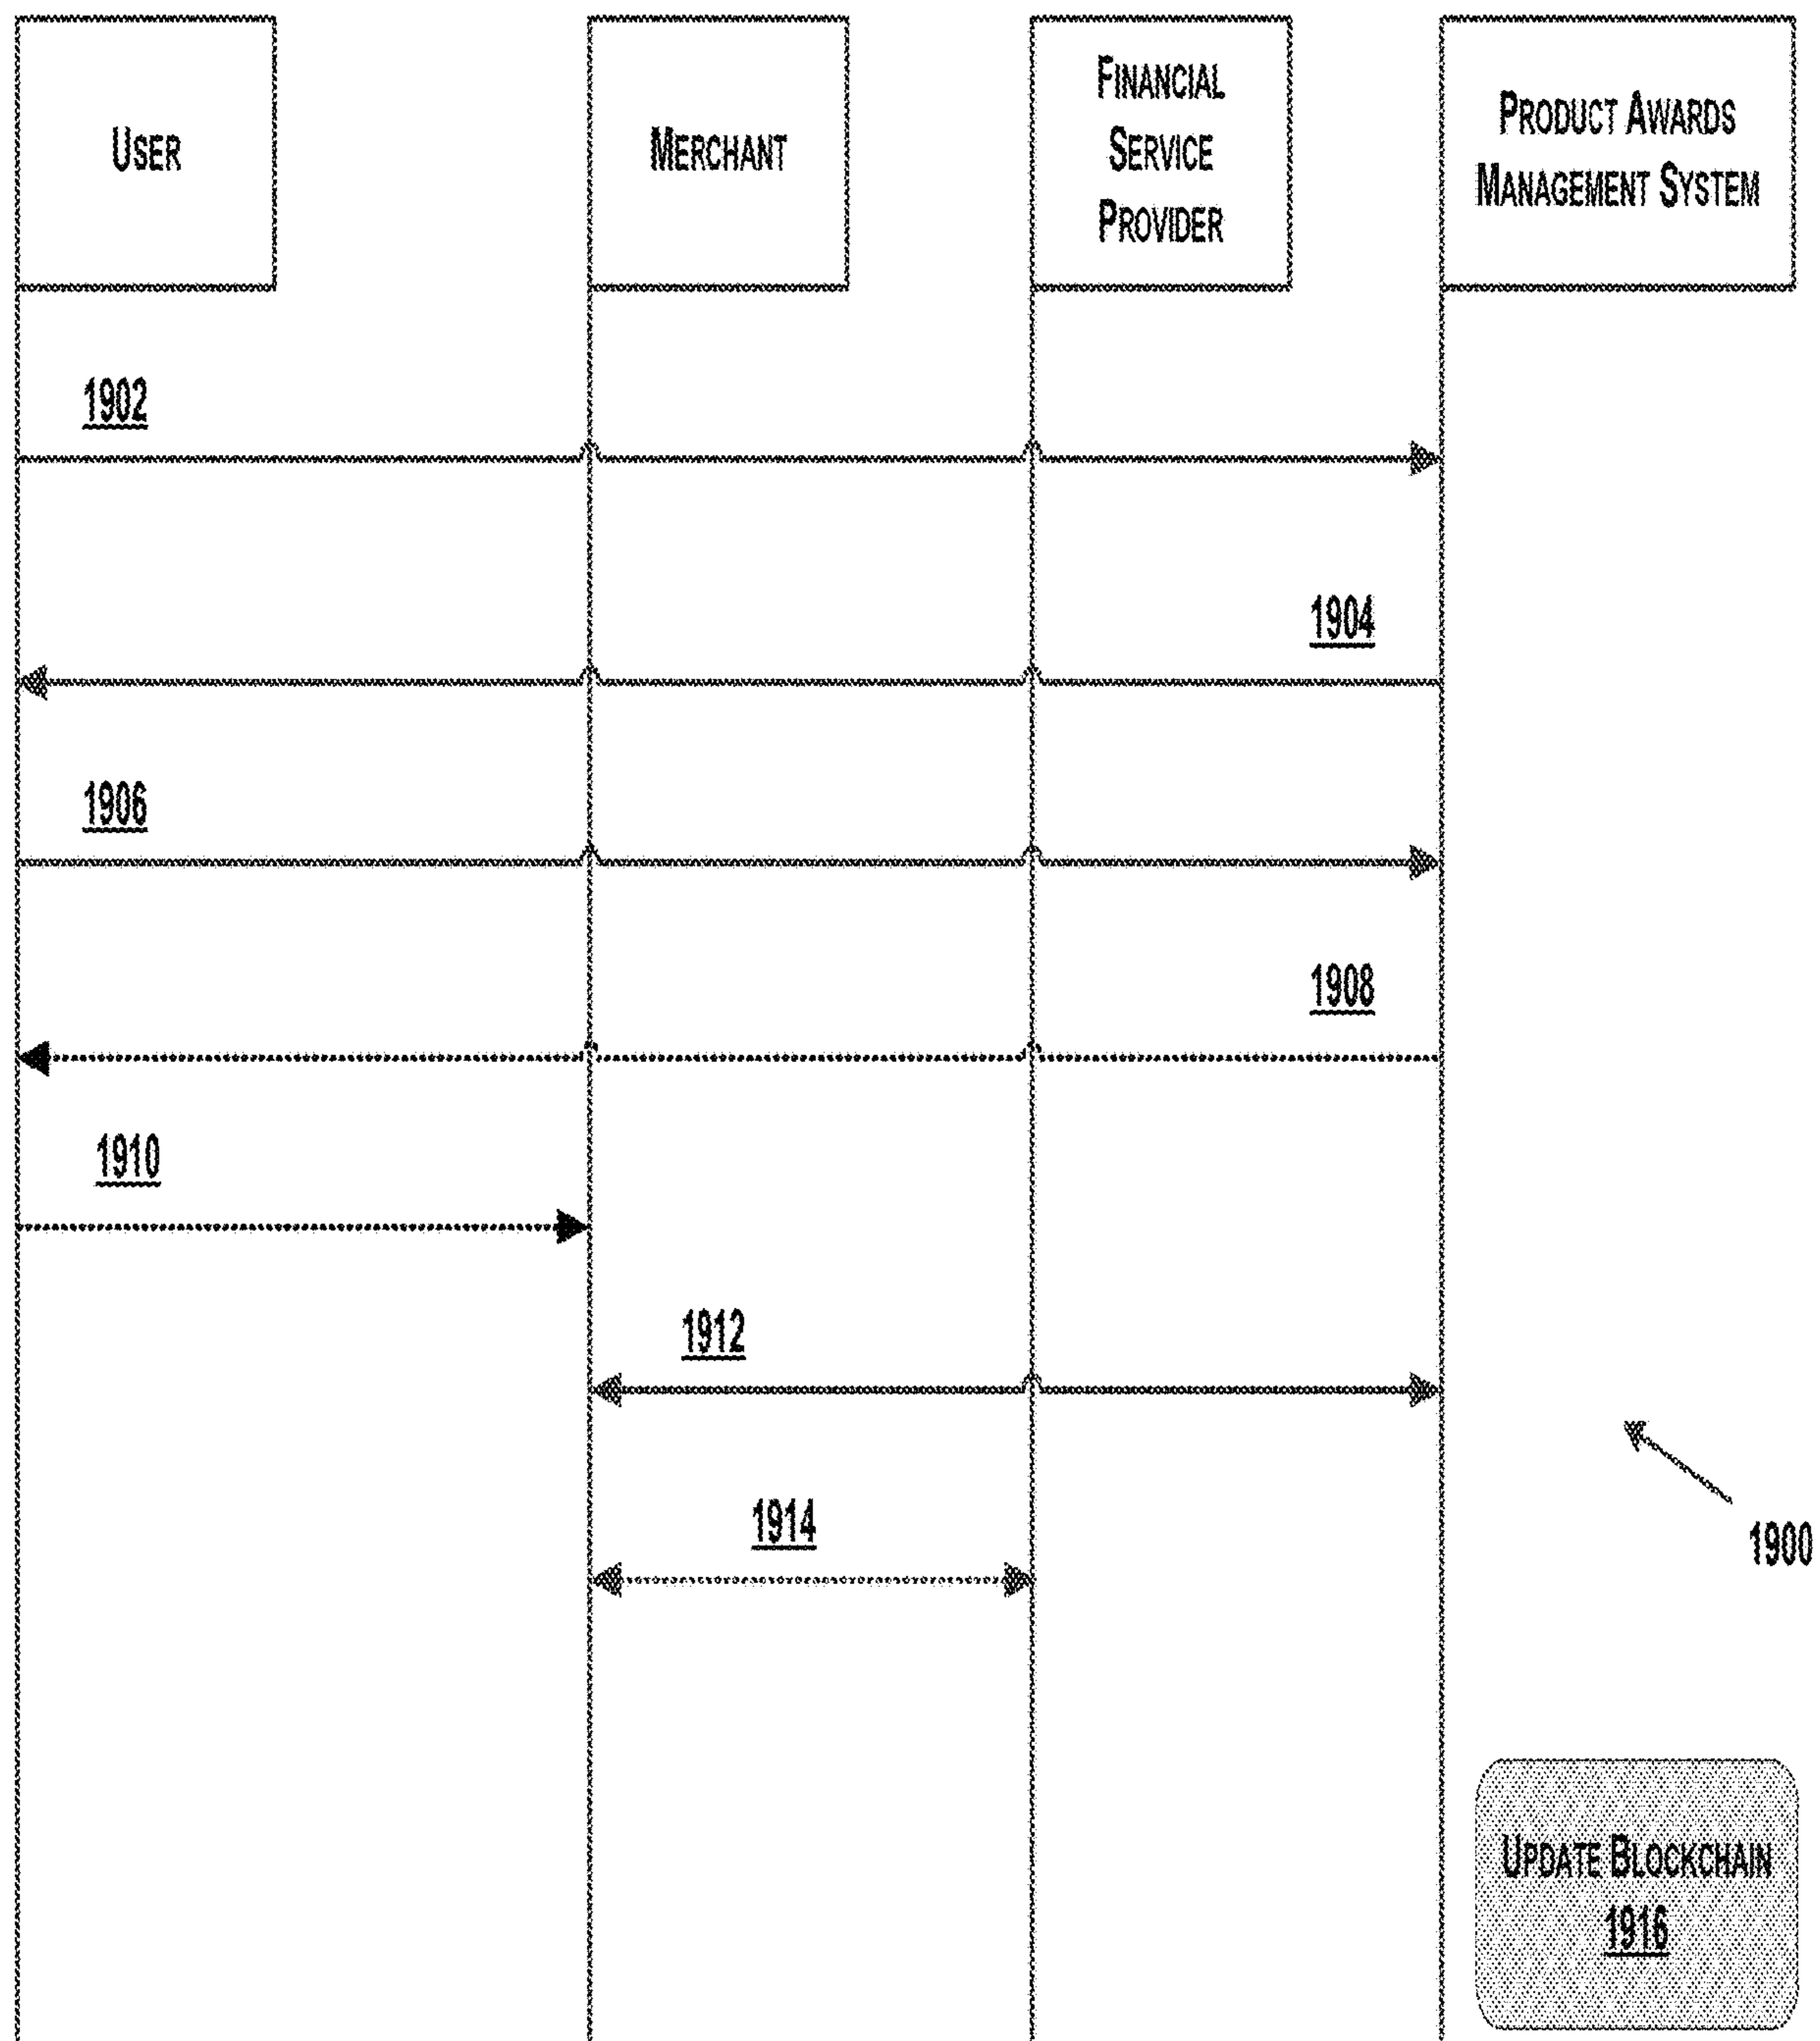 USER
MERCHANT
FINANCIAL
SERVICE
PROVIDER
PRODUCT AWARDS
MANAGEMENT SYSTEM
1902
1904
1906
1908
1910
1912
1914
1900
UPDATE BLOCKCHAIN
1916